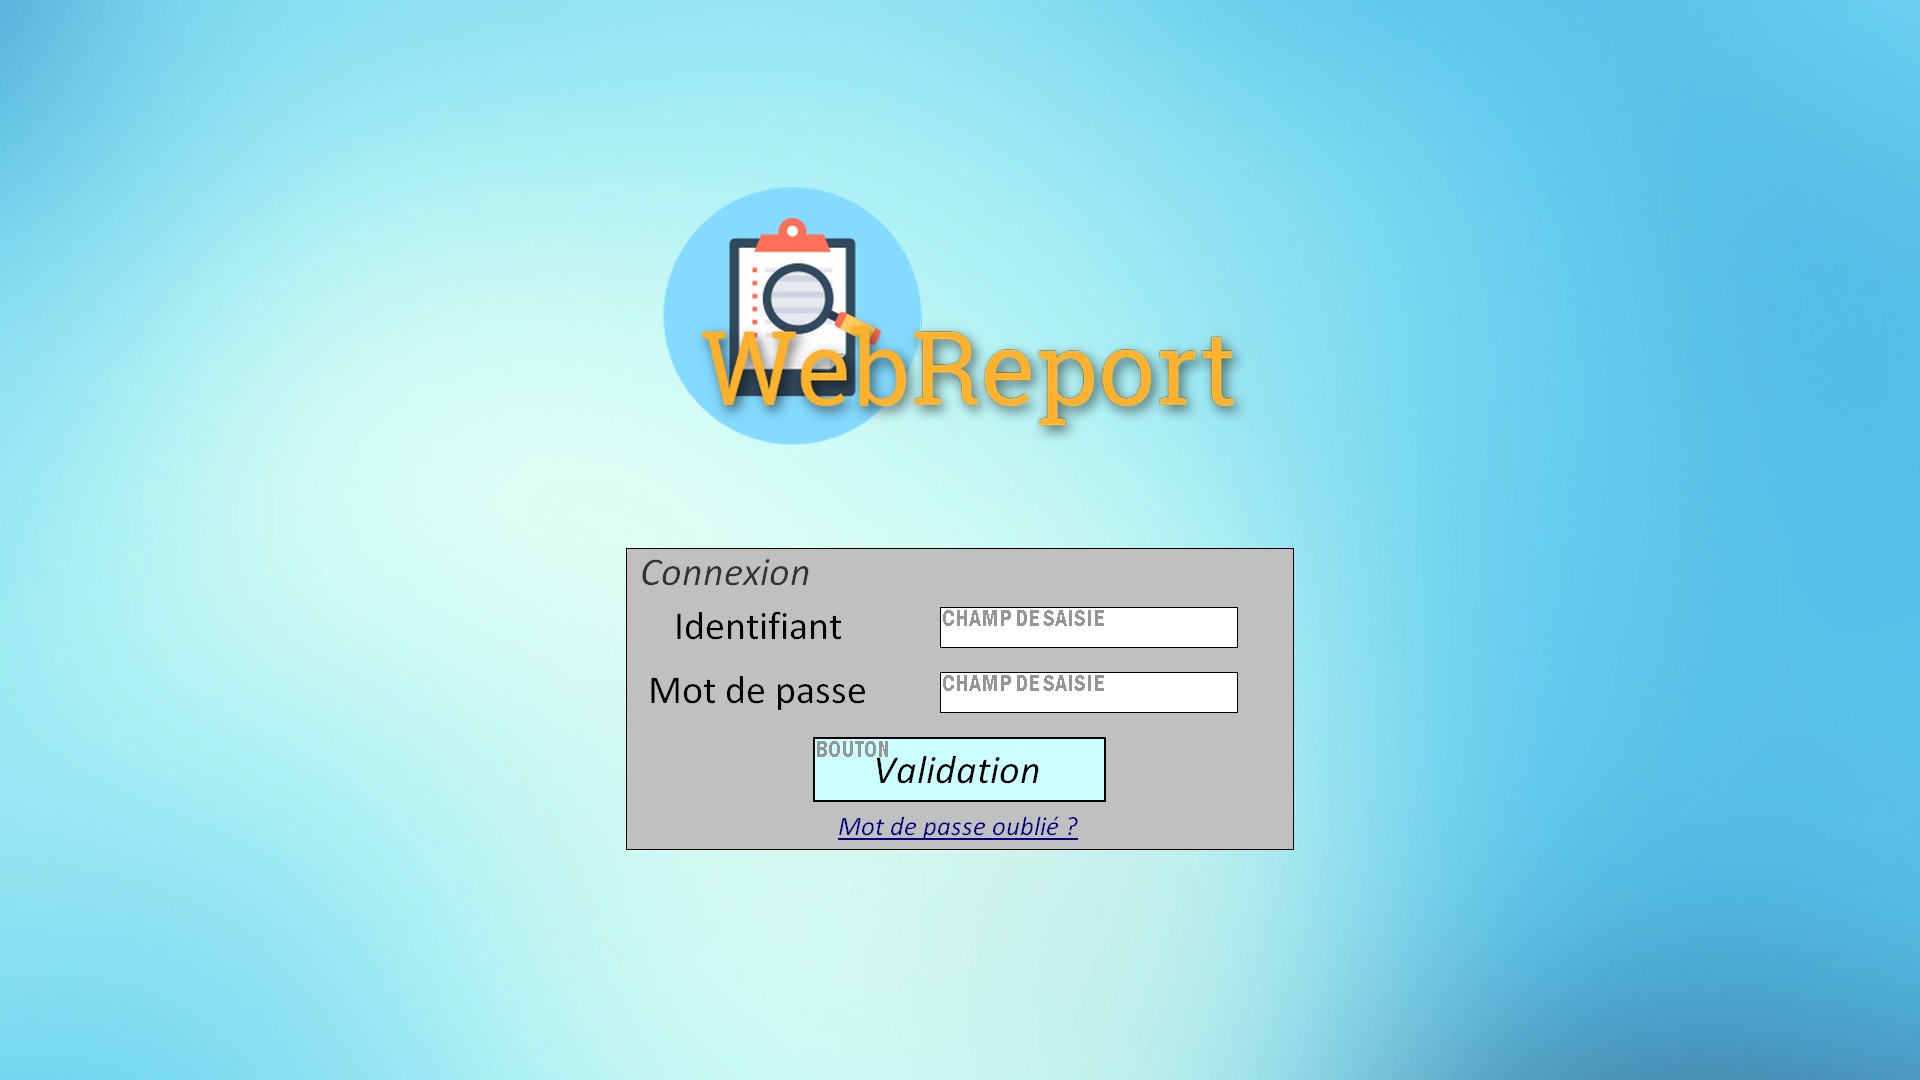 WebReport
Connexion
Identifiant
CHAMP DE SAISIE
Mot de passe
CHAMP DE SAISIE
BOUTON
Validation
Mot de passe oublié ?